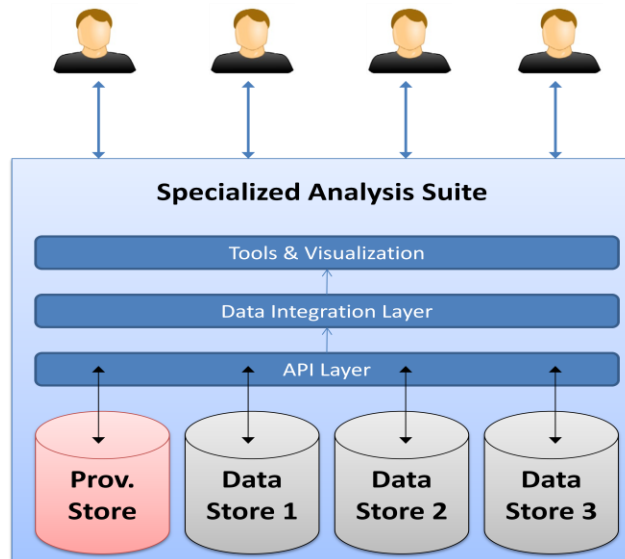 Specialized Analysis Suite
Tools & Visualization
Data Integration Layer
API Layer
Prov.
Store
Data
Store 1
Data
Store 2
Data
Store 3